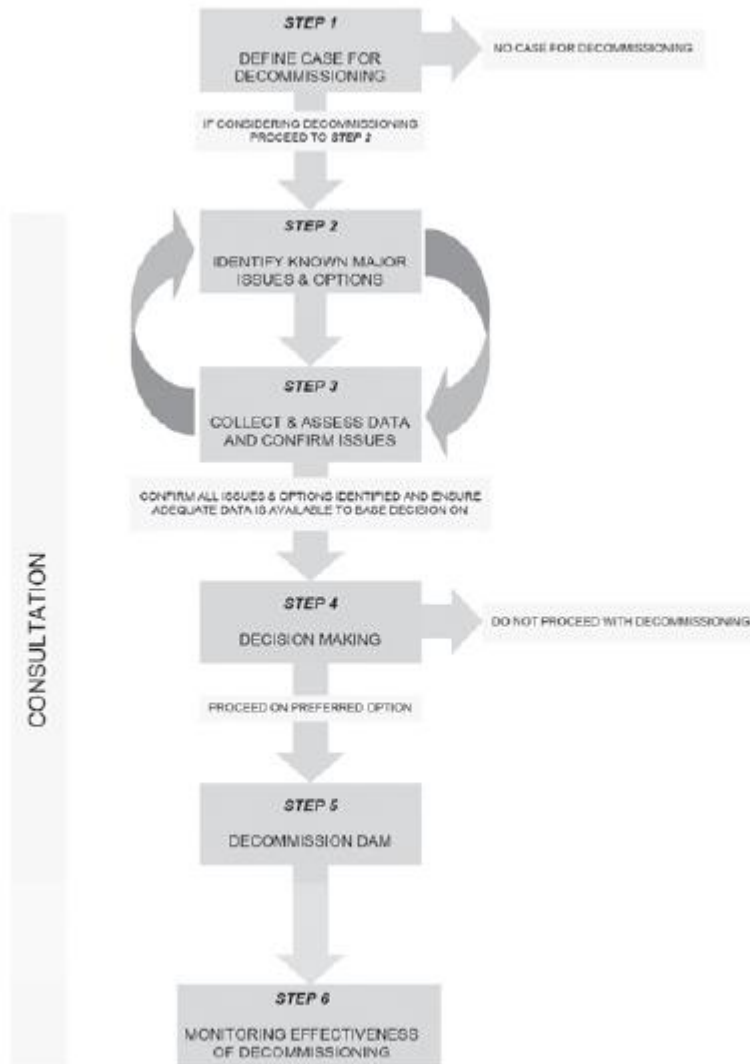 STEP 1
DEFINE CASE FOR
DECOMMISSIONING
NO CASE FOR DECOMMISSIONING
IF CONSIDERING DECOMMISSIONING
PROCEED TO STEP 2
STEP 2
IDENTIFY KNOWN MAJOR
ISSUES & OPTIONS
STEP 3
COLLECT & ASSESS DATA
AND CONFIRM ISSUES
CONFIRM ALL ISSUES & OPTIONS IDENTIFIED AND ENSURE
ADEQUATE DATA IS AVAILABLE TO BASE DECISION ON
STEP 4
DECISION MAKING
DO NOT PROCEED WITH DECOMMISSIONING
PROCEED ON PREFERRED OPTION
STEP 5
DECOMMISSION DAM
STEP 6
MONITORING EFFECTIVENESS
OF DECOMMISSIONING
CONSULTATION